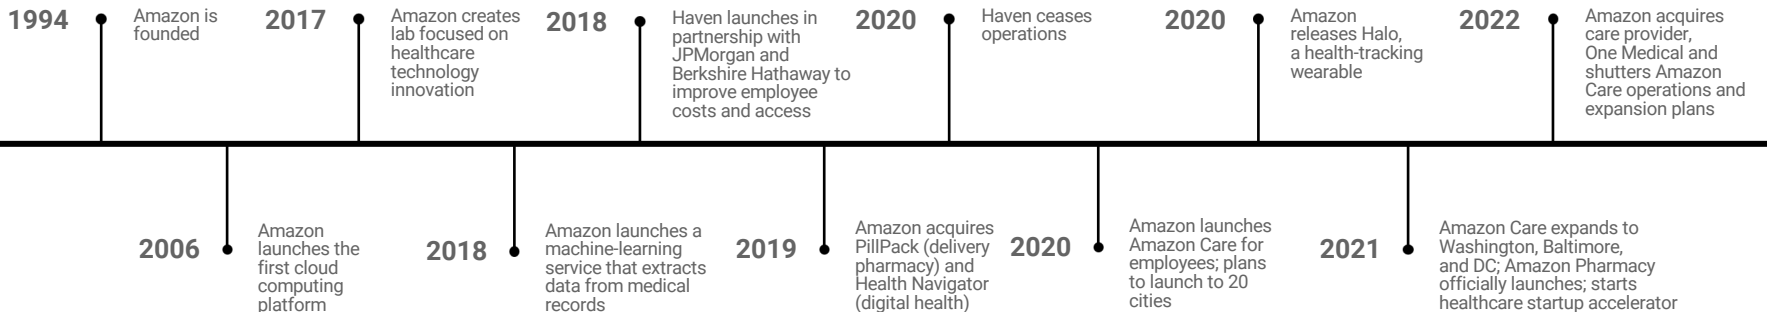 1994
Amazon is
founded
2017
Amazon creates
lab focused on
healthcare
technology
innovation
2018
Haven launches in
partnership with
JPMorgan and
Berkshire Hathaway to
improve employee
costs and access
2020
Haven ceases
operations
2020
Amazon
releases Halo,
a health-tracking
wearable
2022
Amazon acquires
care provider,
One Medical and
shutters Amazon
Care operations and
expansion plans
2006
Amazon
launches the
first cloud
computing
platform
2018
Amazon launches a
machine-learning
service that extracts
data from medical
records
2019
Amazon acquires
PillPack (delivery
pharmacy) and
Health Navigator
(digital health)
2020
Amazon launches
Amazon Care for
employees; plans
to launch to 20
cities
2021
Amazon Care expands to
Washington, Baltimore,
and DC; Amazon Pharmacy
officially launches; starts
healthcare startup accelerator